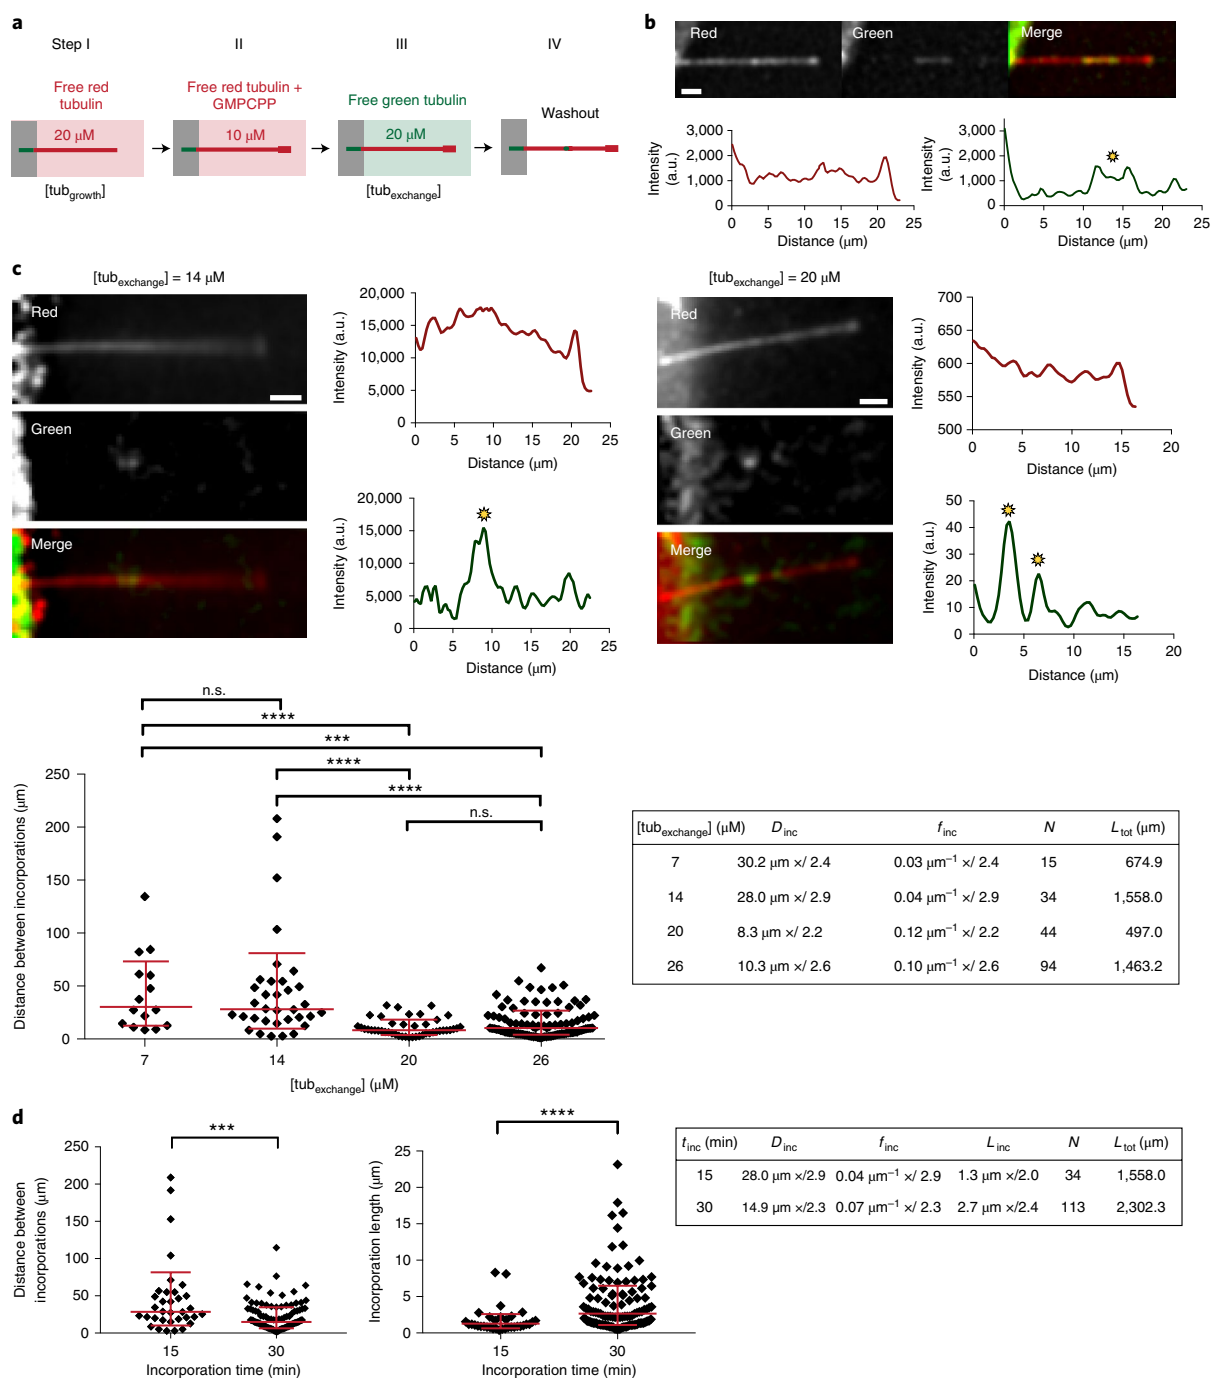 a
Step I
II
III
IV
Free red
tubulin
Free red tubulin +
GMPCPP
Free green tubulin
Washout
20 μM
10 μM
20 μM
[tub_growth]
[tub_exchange]
b
Red
Green
Merge
Intensity
(a.u.)
3,000
2,000
1,000
0
0 5 10 15 20 25
Distance (μm)
Intensity
(a.u.)
3,000
2,000
1,000
0
0 5 10 15 20 25
Distance (μm)
c
[tub_exchange] = 14 μM
Red
Green
Merge
Intensity (a.u.)
20,000
15,000
10,000
5,000
0
0 5 10 15 20 25
Distance (μm)
Intensity (a.u.)
20,000
15,000
10,000
5,000
0
0 5 10 15 20 25
Distance (μm)
[tub_exchange] = 20 μM
Red
Green
Merge
Intensity (a.u.)
700
650
600
550
500
0 5 10 15 20
Distance (μm)
Intensity (a.u.)
50
40
30
20
10
0
0 5 10 15 20
Distance (μm)
n.s.
****
***
****
****
n.s.
Distance between incorporations (μm)
250
200
150
100
50
0
7 14 20 26
[tub_exchange] (μM)
[tub_exchange] (μM) D_inc f_inc N L_tot (μm)
7 30.2 μm ×/ 2.4 0.03 μm⁻¹ ×/ 2.4 15 674.9
14 28.0 μm ×/ 2.9 0.04 μm⁻¹ ×/ 2.9 34 1,558.0
20 8.3 μm ×/ 2.2 0.12 μm⁻¹ ×/ 2.2 44 497.0
26 10.3 μm ×/ 2.6 0.10 μm⁻¹ ×/ 2.6 94 1,463.2
d
***
Distance between
incorporations (μm)
250
200
150
100
50
0
15 30
Incorporation time (min)
****
Incorporation length (μm)
25
20
15
10
5
0
15 30
Incorporation time (min)
t_inc (min) D_inc f_inc L_inc N L_tot (μm)
15 28.0 μm ×/2.9 0.04 μm⁻¹ ×/ 2.9 1.3 μm ×/2.0 34 1,558.0
30 14.9 μm ×/2.3 0.07 μm⁻¹ ×/ 2.3 2.7 μm ×/2.4 113 2,302.3